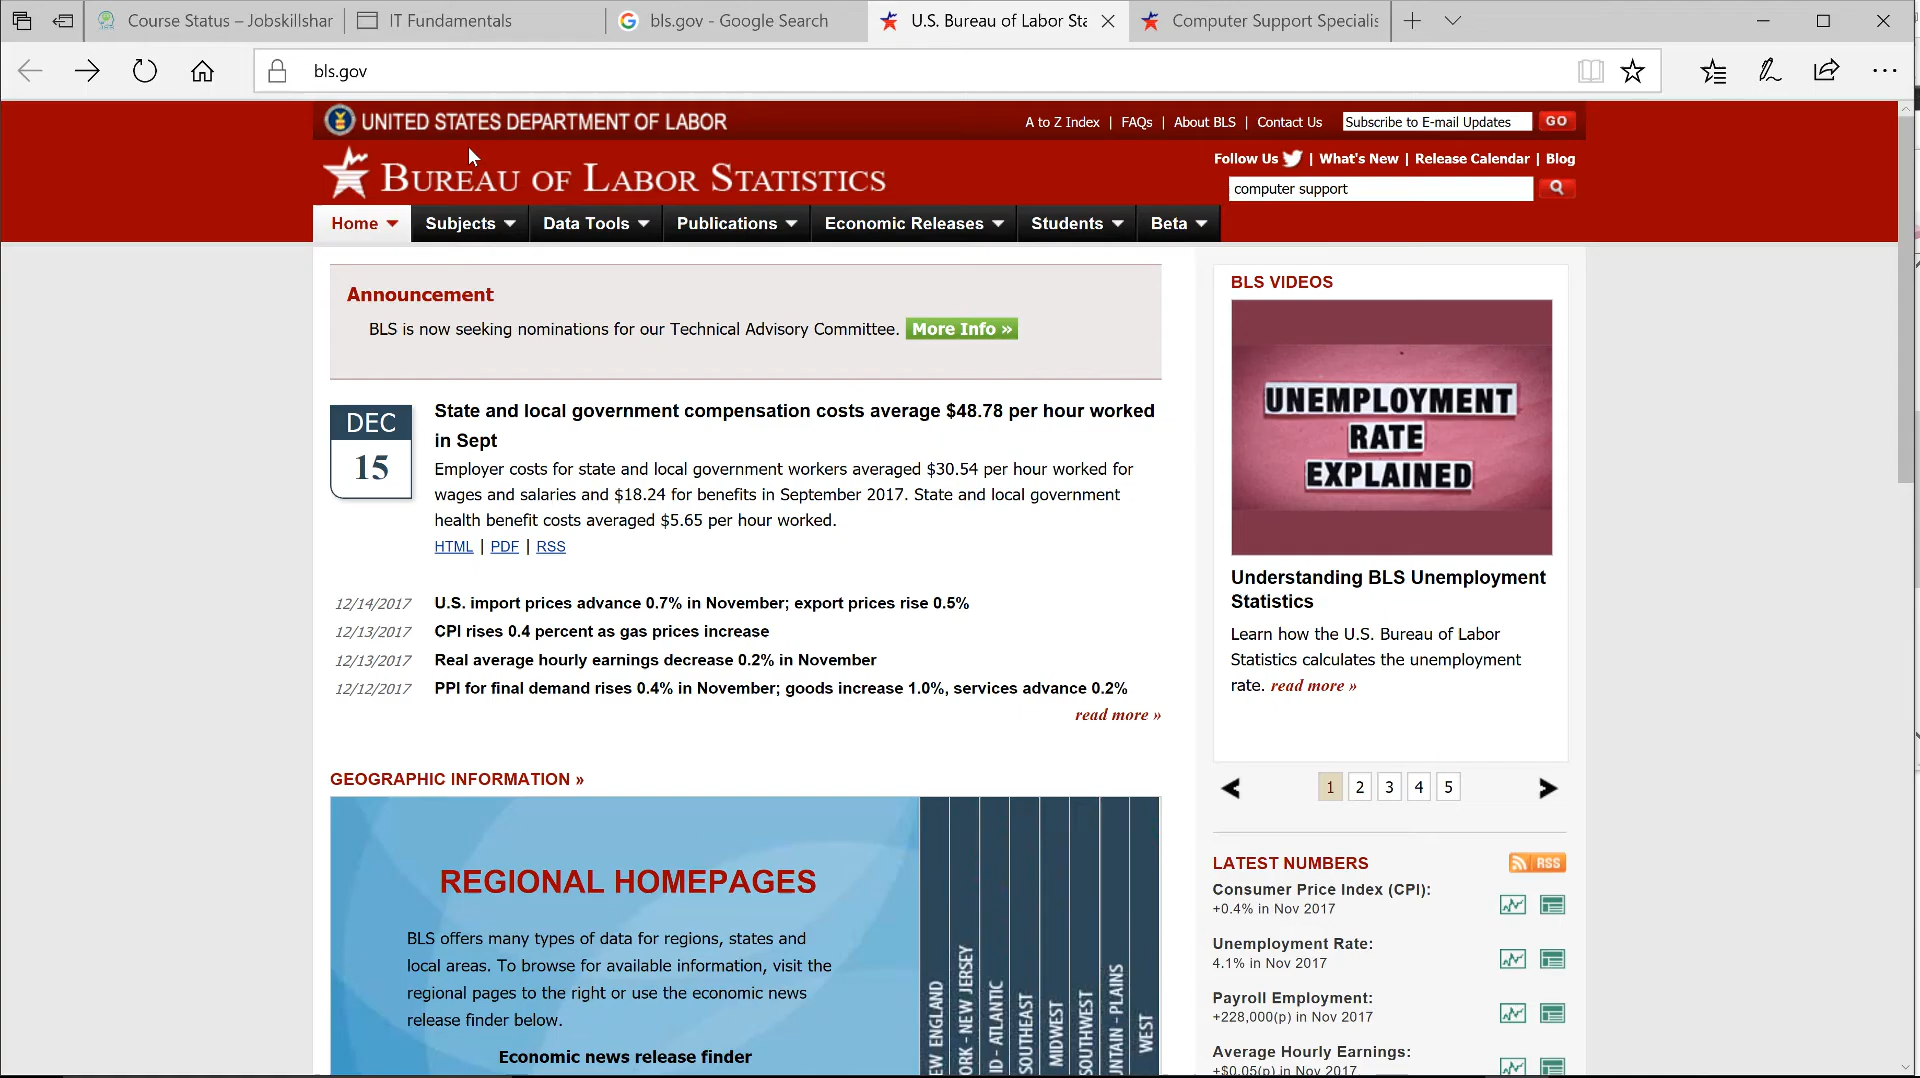 Course Status – Jobskillshar
IT Fundamentals
bls.gov - Google Search
U.S. Bureau of Labor Sta
Computer Support Specialis
bls.gov
UNITED STATES DEPARTMENT OF LABOR
A to Z Index | FAQs | About BLS | Contact Us
Subscribe to E-mail Updates
GO
BUREAU OF LABOR STATISTICS
Follow Us | What's New | Release Calendar | Blog
computer support
Home
Subjects
Data Tools
Publications
Economic Releases
Students
Beta
Announcement
BLS is now seeking nominations for our Technical Advisory Committee. More Info »
DEC
15
State and local government compensation costs average $48.78 per hour worked
in Sept
Employer costs for state and local government workers averaged $30.54 per hour worked for
wages and salaries and $18.24 for benefits in September 2017. State and local government
health benefit costs averaged $5.65 per hour worked.
HTML | PDF | RSS
12/14/2017 U.S. import prices advance 0.7% in November; export prices rise 0.5%
12/13/2017 CPI rises 0.4 percent as gas prices increase
12/13/2017 Real average hourly earnings decrease 0.2% in November
12/12/2017 PPI for final demand rises 0.4% in November; goods increase 1.0%, services advance 0.2%
read more »
GEOGRAPHIC INFORMATION »
REGIONAL HOMEPAGES
BLS offers many types of data for regions, states and
local areas. To browse for available information, visit the
regional pages to the right or use the economic news
release finder below.
Economic news release finder
EW ENGLAND
ORK - NEW JERSEY
ID - ATLANTIC
SOUTHEAST
MIDWEST
SOUTHWEST
UNTAIN - PLAINS
WEST
BLS VIDEOS
UNEMPLOYMENT
RATE
EXPLAINED
Understanding BLS Unemployment
Statistics
Learn how the U.S. Bureau of Labor
Statistics calculates the unemployment
rate. read more »
1 2 3 4 5
LATEST NUMBERS
RSS
Consumer Price Index (CPI):
+0.4% in Nov 2017
Unemployment Rate:
4.1% in Nov 2017
Payroll Employment:
+228,000(p) in Nov 2017
Average Hourly Earnings:
+$0.05(p) in Nov 2017